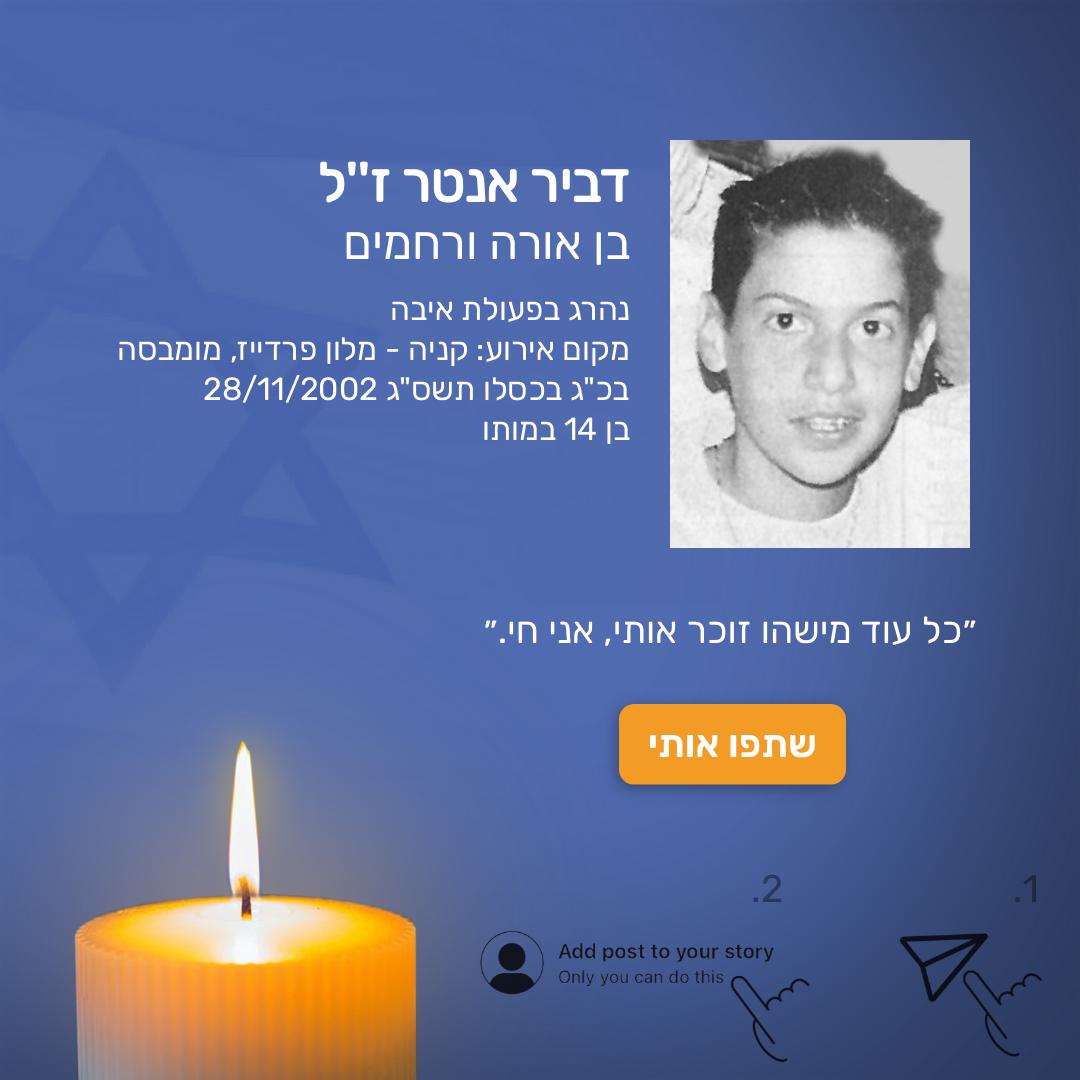 דביר אנטר ז"ל
בן אורה ורחמים
נהרג בפעולת איבה
מקום אירוע: קניה - מלון פרדייז, מומבסה
בכ"ג בכסלו תשס"ג 28/11/2002
בן 14 במותו
״כל עוד מישהו זוכר אותי, אני חי.״
שתפו אותי
1.
2.
Add post to your story
Only you can do this